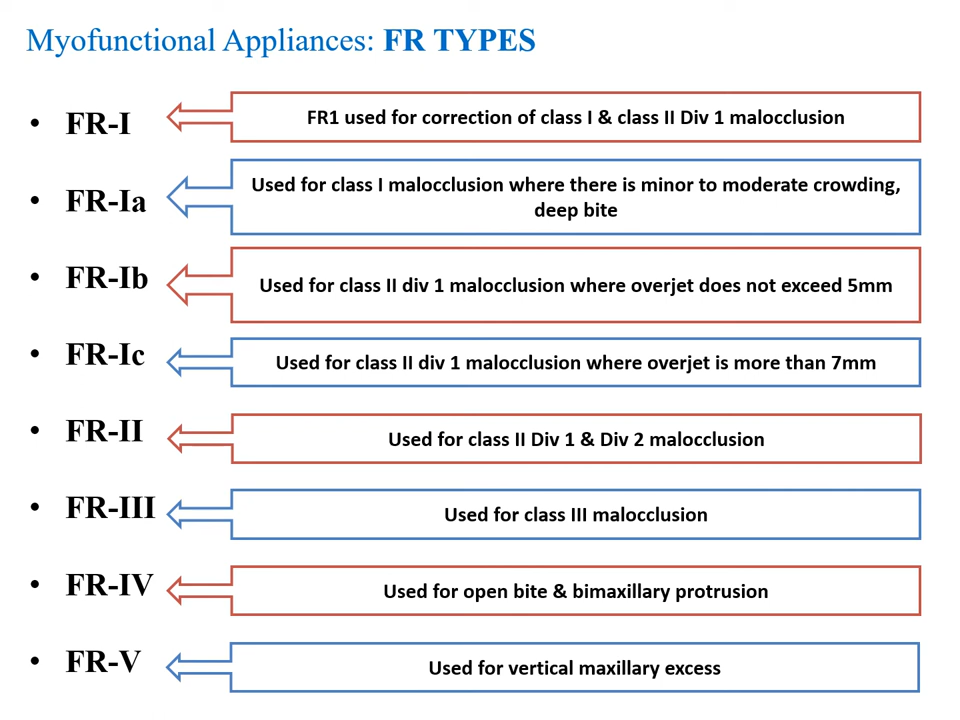 Myofunctional Appliances: FR TYPES
• FR-I
FR1 used for correction of class I & class II Div 1 malocclusion
• FR-Ia
Used for class I malocclusion where there is minor to moderate crowding,
deep bite
• FR-Ib
Used for class II div 1 malocclusion where overjet does not exceed 5mm
• FR-Ic
Used for class II div 1 malocclusion where overjet is more than 7mm
• FR-II
Used for class II Div 1 & Div 2 malocclusion
• FR-III
Used for class III malocclusion
• FR-IV
Used for open bite & bimaxillary protrusion
• FR-V
Used for vertical maxillary excess